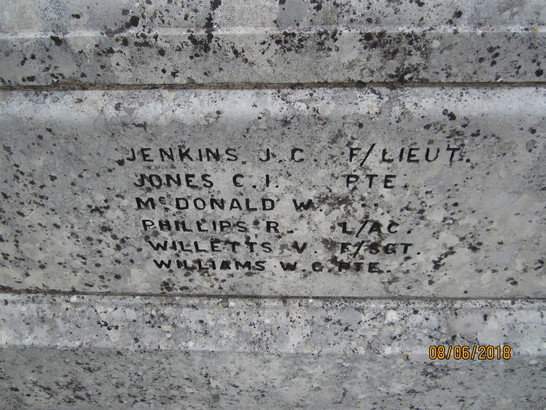 JENKINS J. C. F/LIEUT.
JONES C. I. PTE.
McDONALD W.
PHILLIPS R. L/AC.
WILLETTS V. F/SGT
WILLIAMS W. G. PTE.
08/06/2018